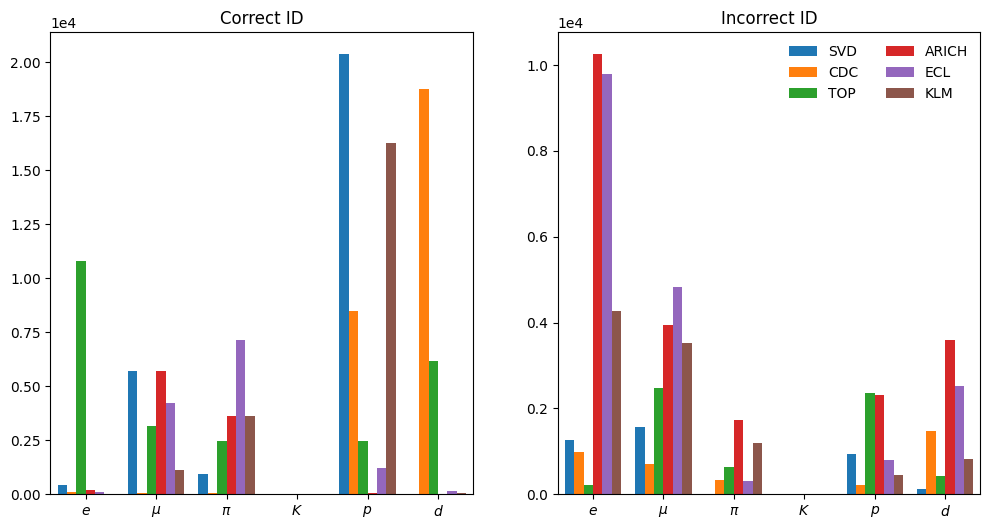 Correct ID
1e4
2.00
1.75
1.50
1.25
1.00
0.75
0.50
0.25
0.00
e μ π K p d
Incorrect ID
1e4
1.0
0.8
0.6
0.4
0.2
0.0
e μ π K p d
SVD
CDC
TOP
ARICH
ECL
KLM